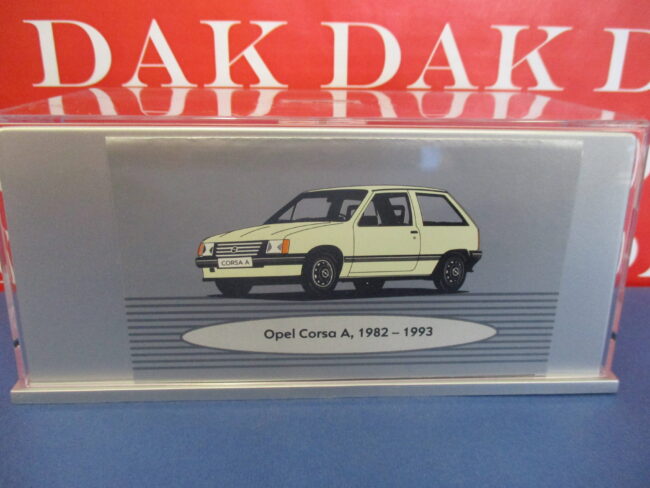 DAK DAK D
CORSA A
Opel Corsa A, 1982 – 1993